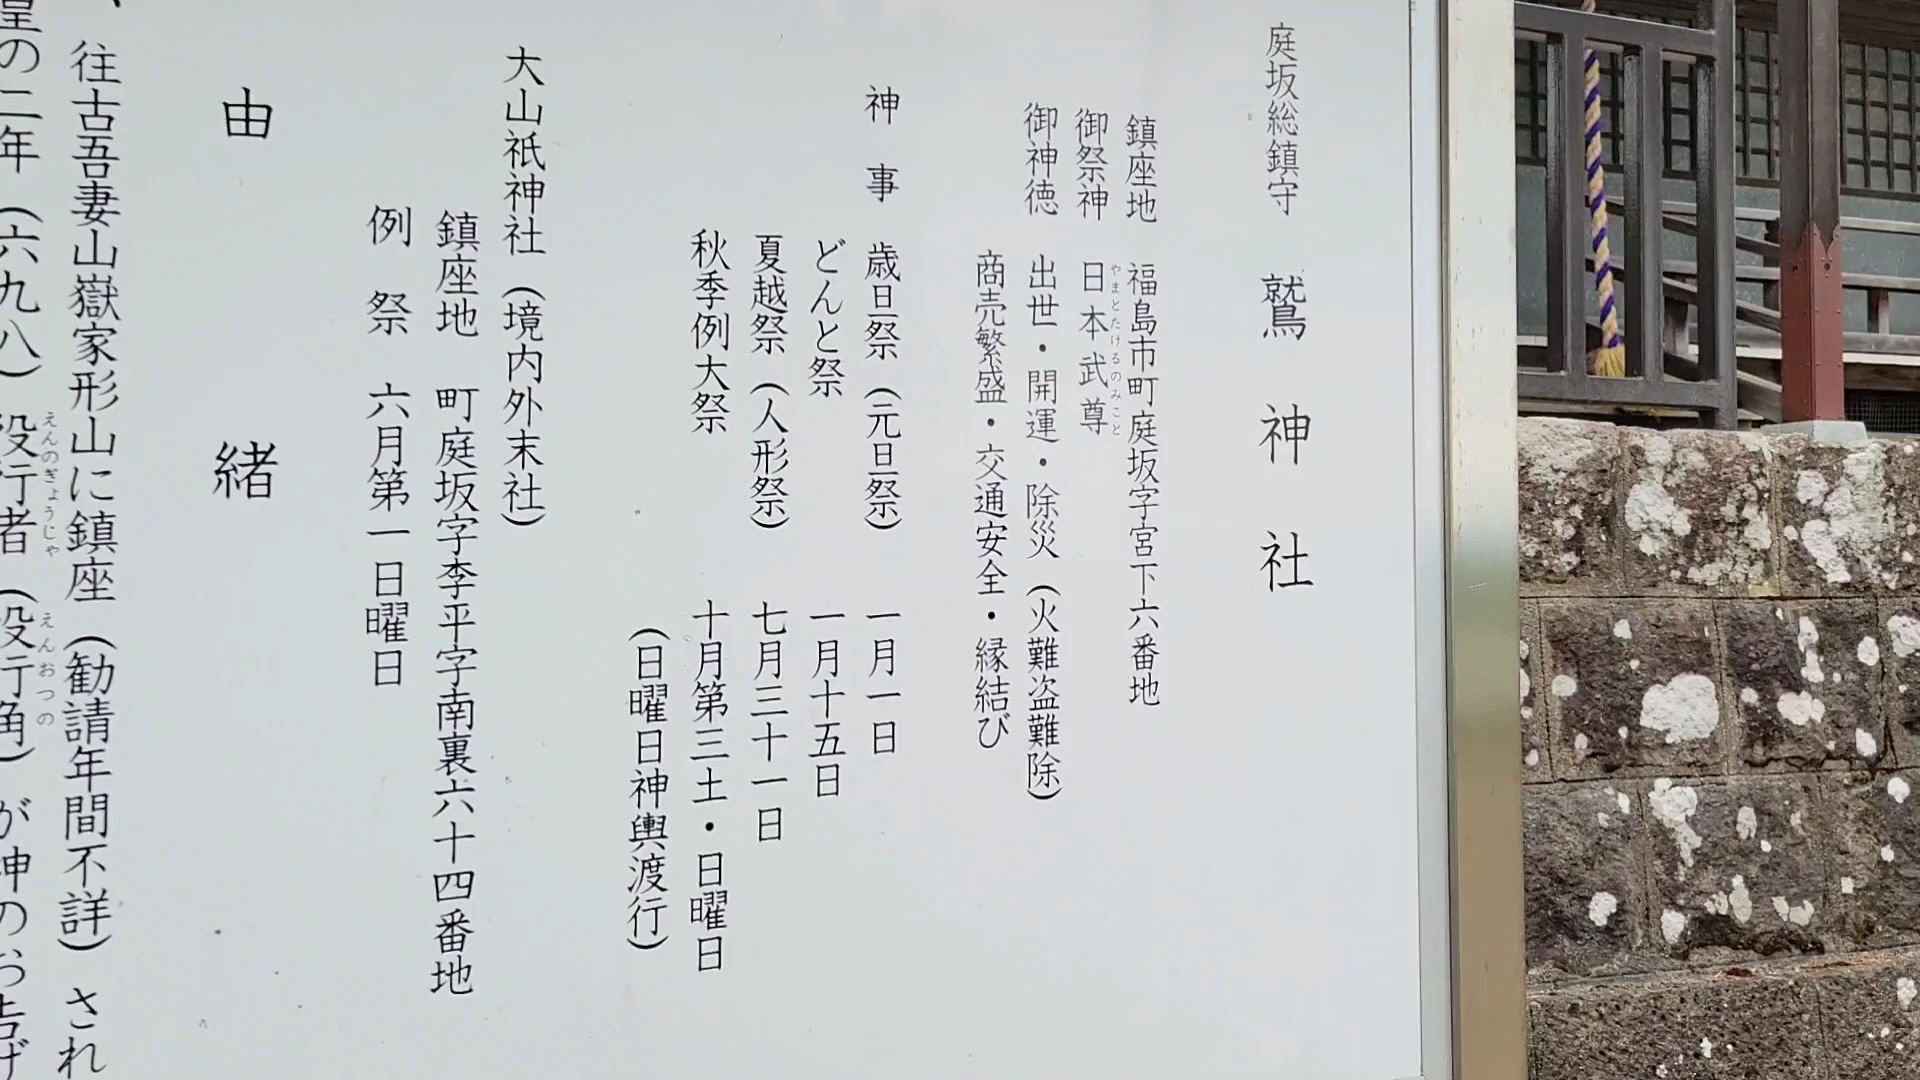 庭坂総鎮守 鷲神社
鎮座地 福島市町庭坂字宮下六番地
御祭神 日本武尊
やまとたけるのみこと
御神徳 出世・開運・除災(火難盗難除)
商売繁盛・交通安全・縁結び
神事 歳旦祭(元旦祭) 一月一日
どんと祭 一月十五日
夏越祭(人形祭) 七月三十一日
秋季例大祭 十月第三土・日曜日
(日曜日神輿渡行)
大山祇神社(境内外末社)
鎮座地 町庭坂字李平字南裏六十四番地
例祭 六月第一日曜日
由緒
、往古吾妻山嶽家形山に鎮座(勧請年間不詳)され
皇の二年(六九八)役行者(役行角)が神のお告げ
えんのぎょうじゃ えんおつの